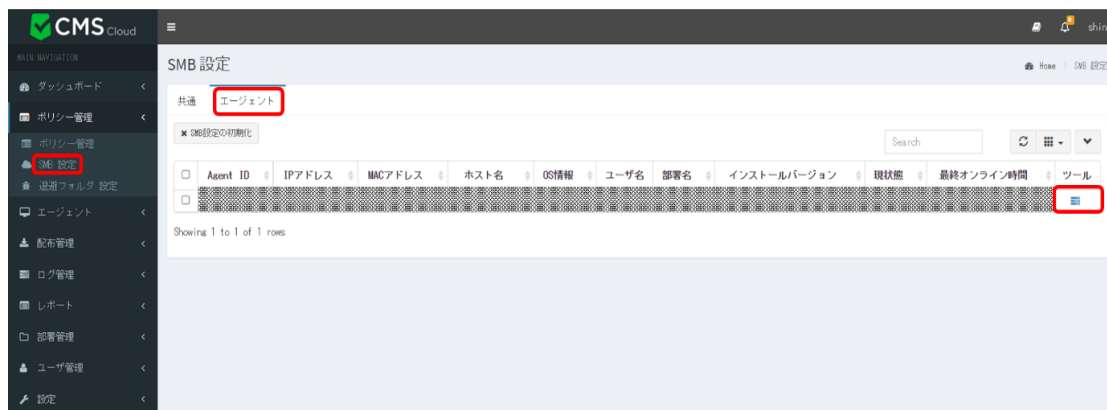 CMS Cloud
shin
MAIN NAVIGATION
SMB 設定
Home > SMB 設定
ダッシュボード
共通 エージェント
ポリシー管理
SMB設定の初期化
ポリシー管理
Search
SMB 設定
退避フォルダ 設定
Agent ID IPアドレス MACアドレス ホスト名 OS情報 ユーザ名 部署名 インストールバージョン 現状態 最終オンライン時間 ツール
エージェント
Showing 1 to 1 of 1 rows
配布管理
ログ管理
レポート
部署管理
ユーザ管理
設定